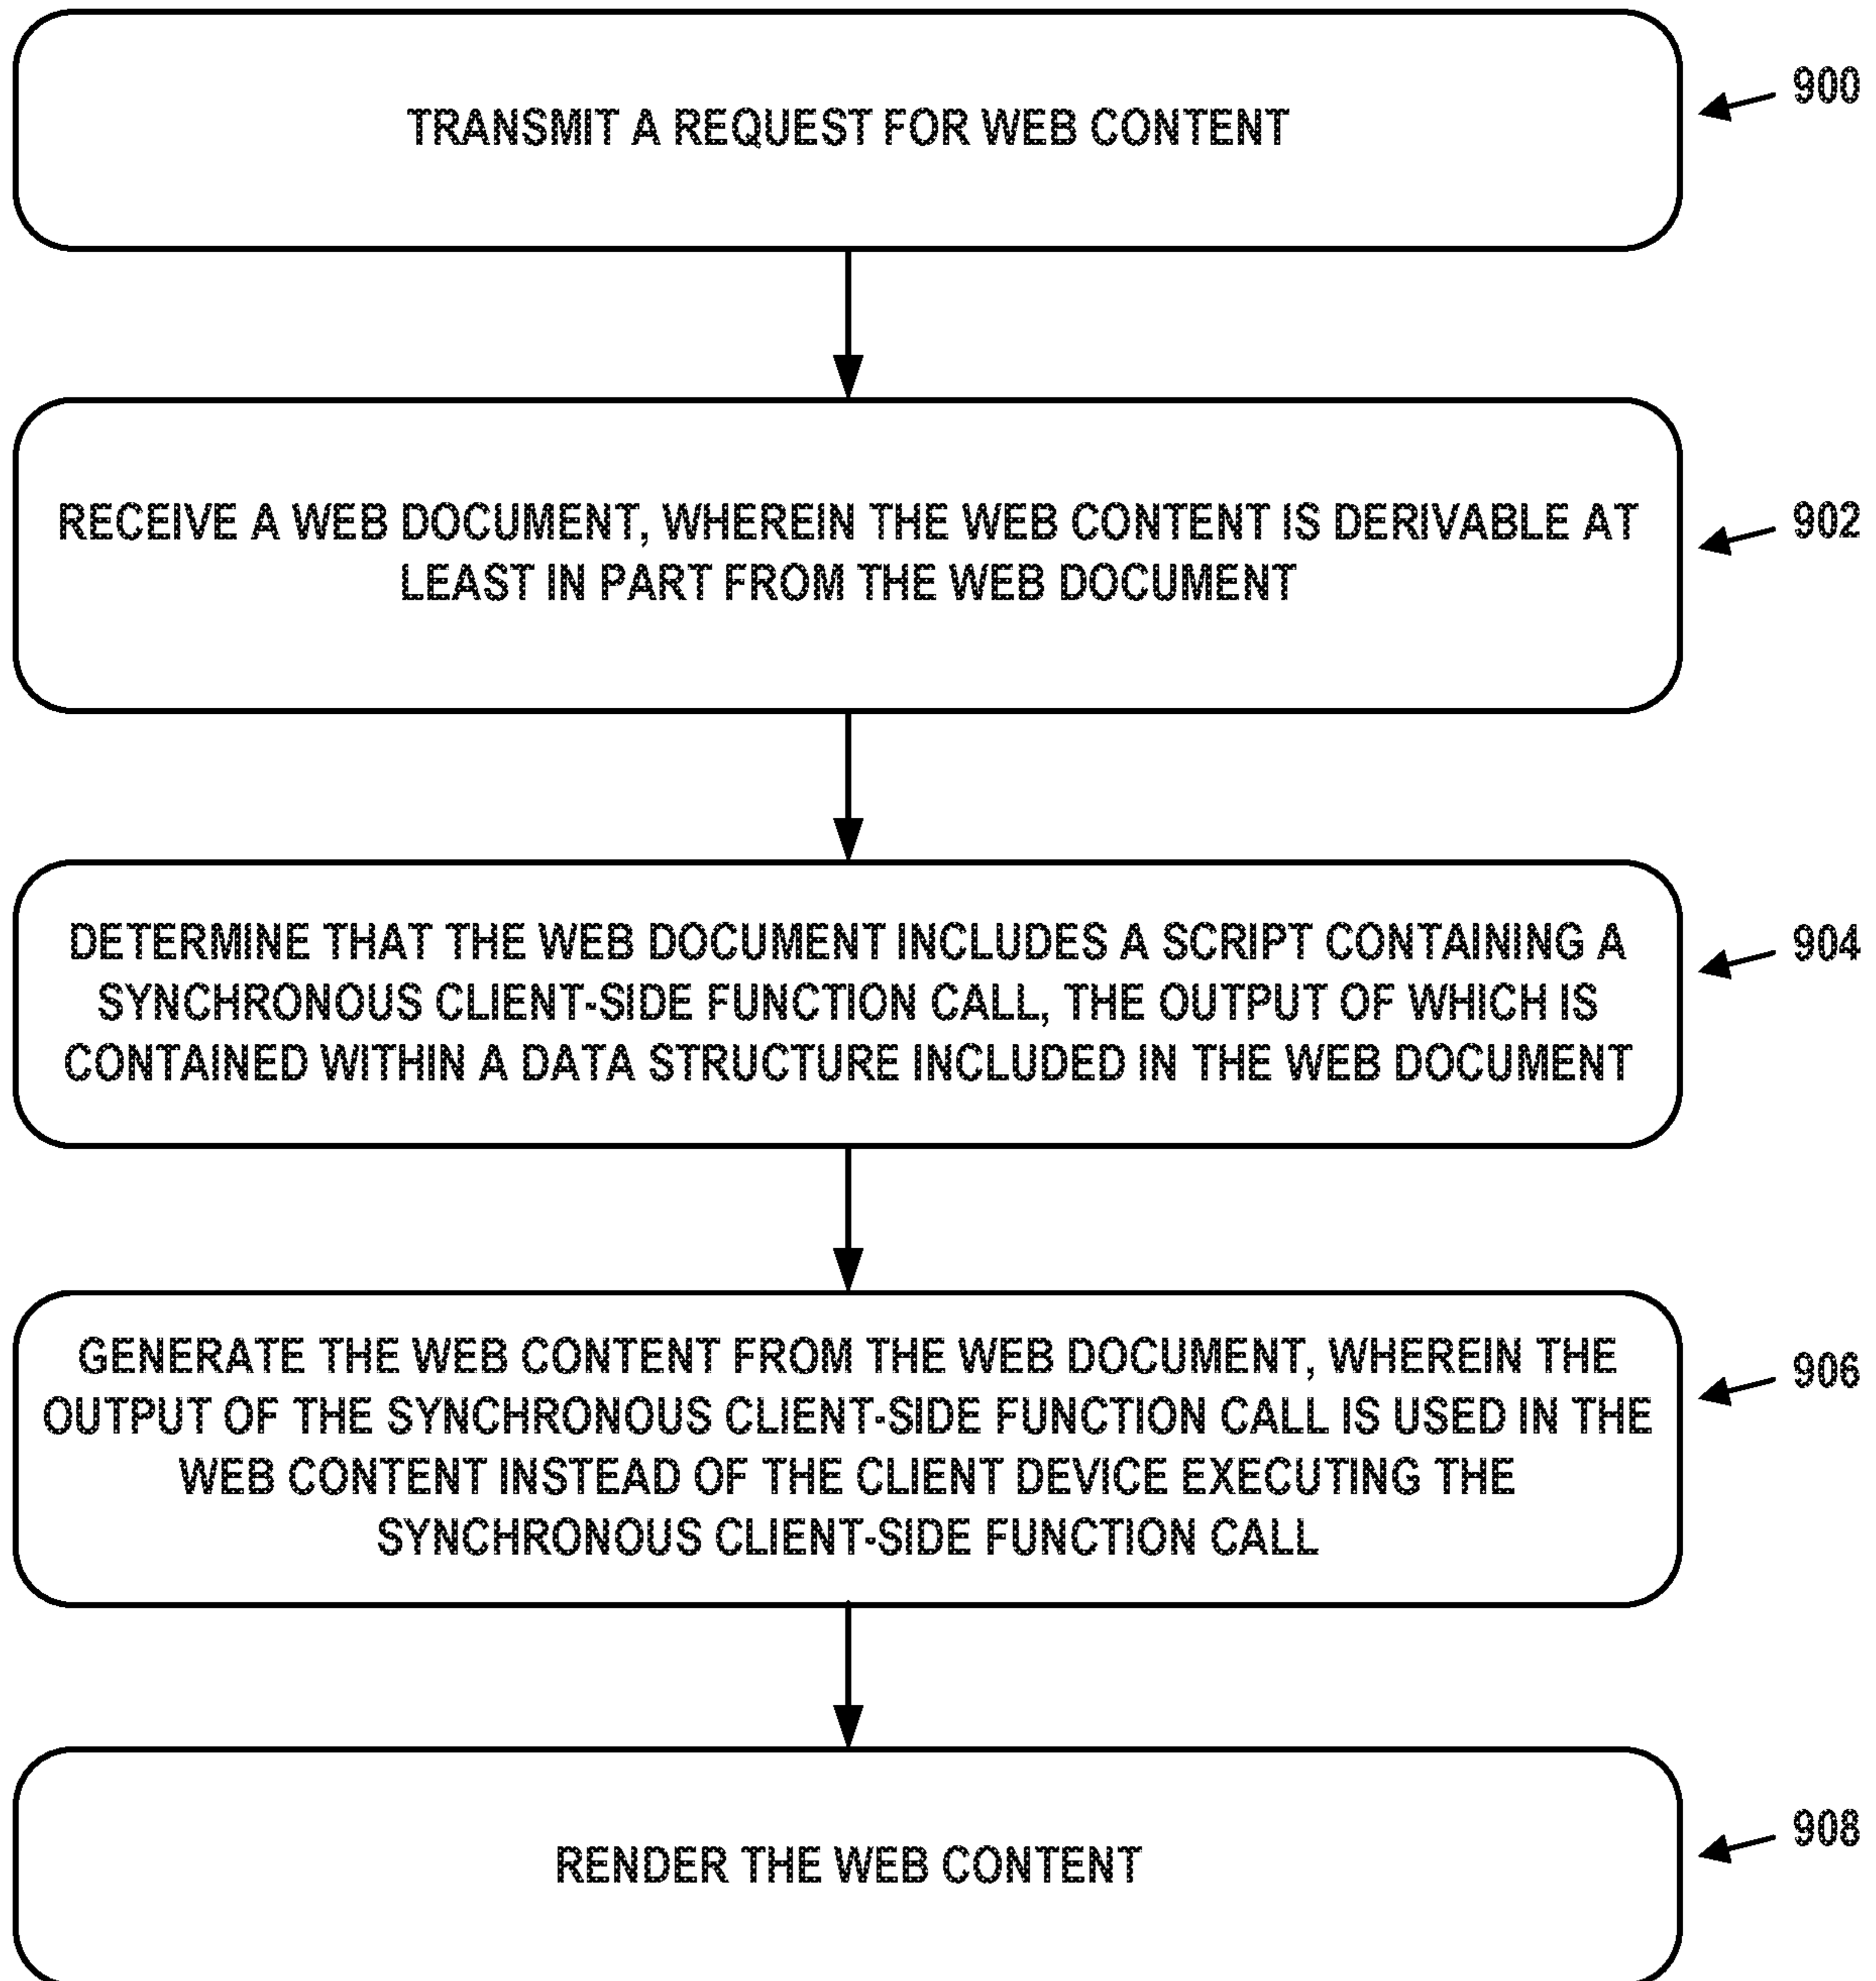 TRANSMIT A REQUEST FOR WEB CONTENT
900
RECEIVE A WEB DOCUMENT, WHEREIN THE WEB CONTENT IS DERIVABLE AT
LEAST IN PART FROM THE WEB DOCUMENT
902
DETERMINE THAT THE WEB DOCUMENT INCLUDES A SCRIPT CONTAINING A
SYNCHRONOUS CLIENT-SIDE FUNCTION CALL, THE OUTPUT OF WHICH IS
CONTAINED WITHIN A DATA STRUCTURE INCLUDED IN THE WEB DOCUMENT
904
GENERATE THE WEB CONTENT FROM THE WEB DOCUMENT, WHEREIN THE
OUTPUT OF THE SYNCHRONOUS CLIENT-SIDE FUNCTION CALL IS USED IN THE
WEB CONTENT INSTEAD OF THE CLIENT DEVICE EXECUTING THE
SYNCHRONOUS CLIENT-SIDE FUNCTION CALL
906
RENDER THE WEB CONTENT
908